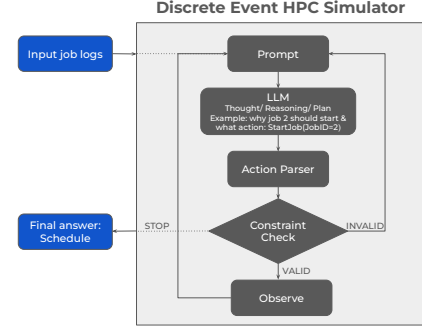 Discrete Event HPC Simulator
Input job logs
Prompt
LLM
Thought/ Reasoning/ Plan
Example: why job 2 should start &
what action: StartJob(JobID=2)
Action Parser
Final answer:
Schedule
STOP
Constraint
Check
INVALID
VALID
Observe